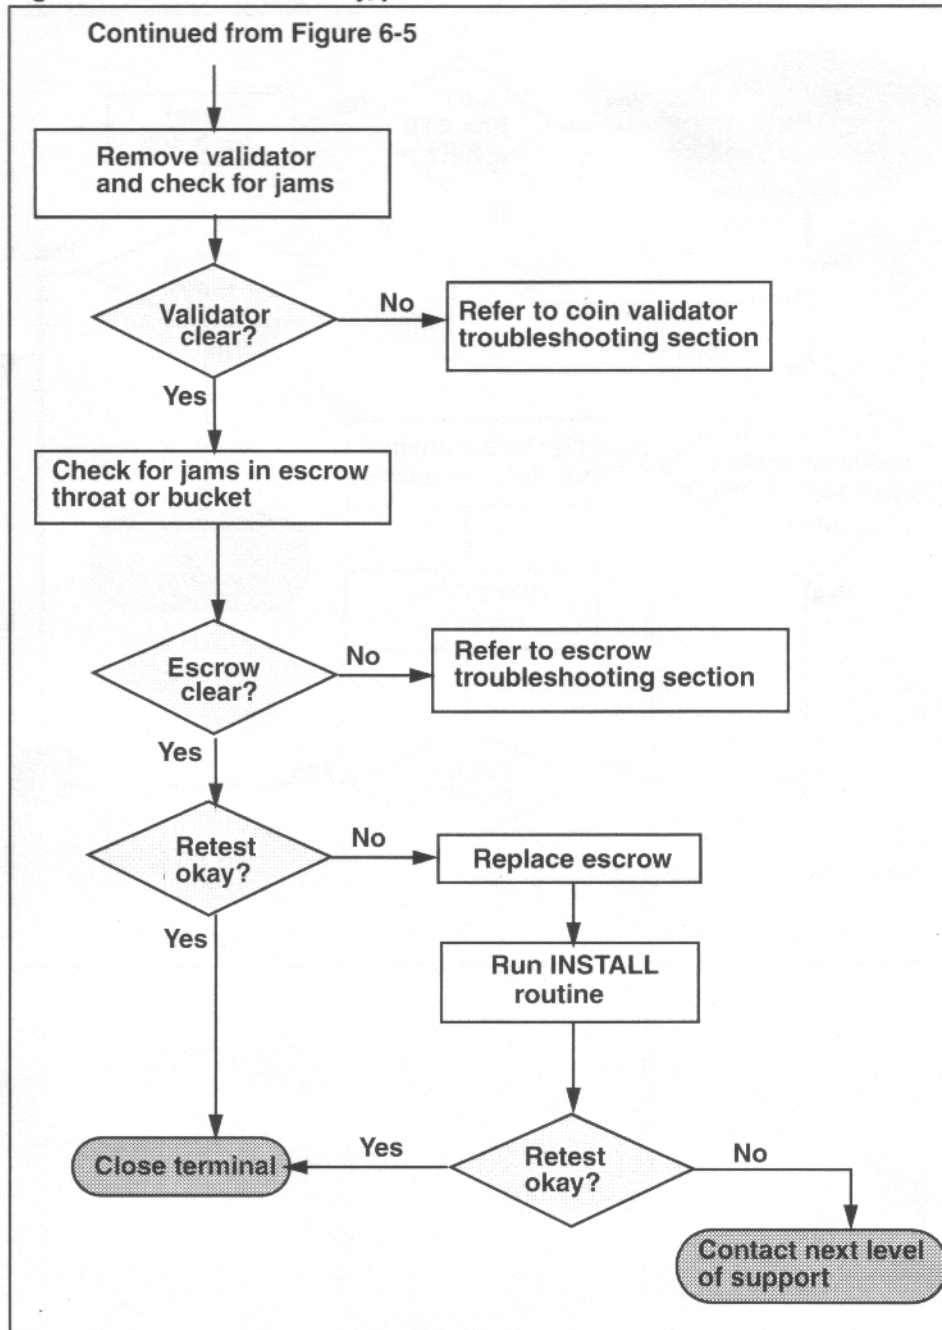 Continued from Figure 6-5
Remove validator
and check for jams
Validator
clear?
No
Refer to coin validator
troubleshooting section
Yes
Check for jams in escrow
throat or bucket
Escrow
clear?
No
Refer to escrow
troubleshooting section
Yes
Retest
okay?
No
Replace escrow
Yes
Run INSTALL
routine
Close terminal
Yes
Retest
okay?
No
Contact next level
of support